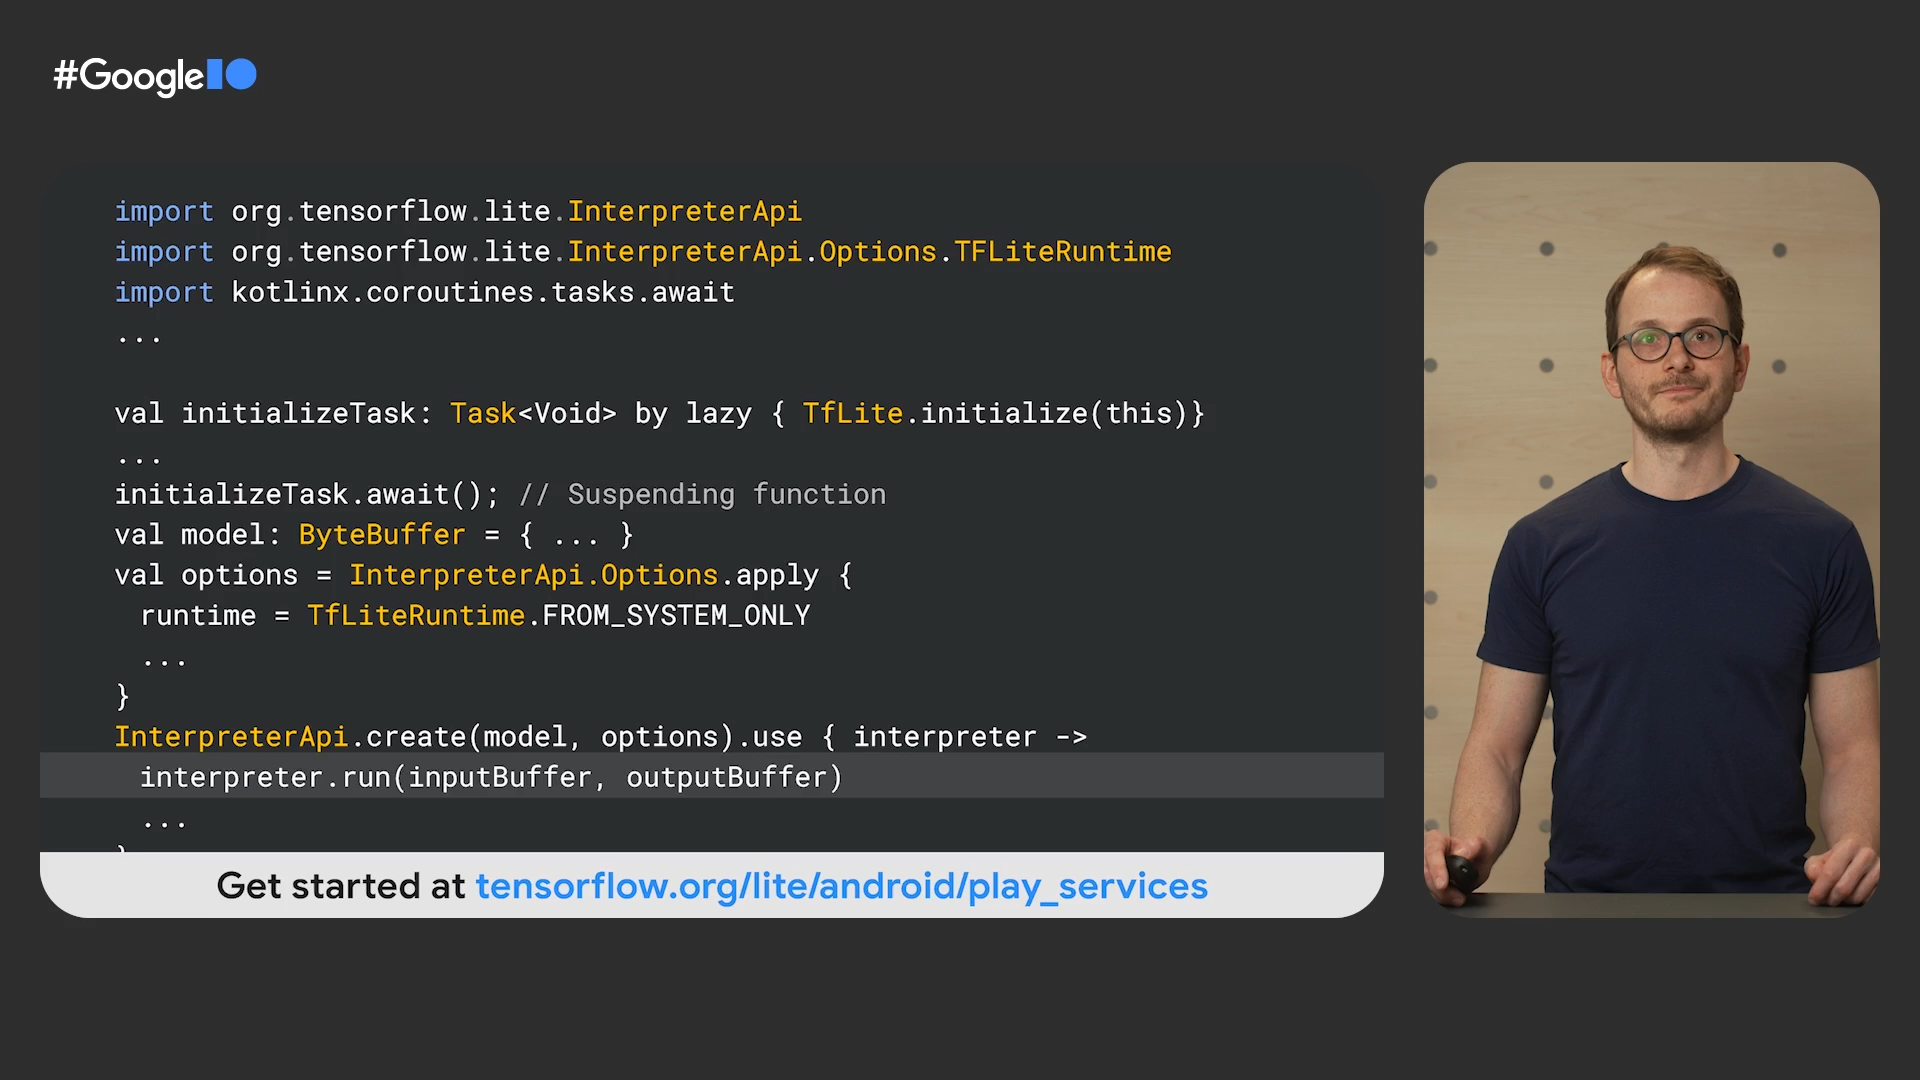 #GoogleIO
import org.tensorflow.lite.InterpreterApi
import org.tensorflow.lite.InterpreterApi.Options.TFLiteRuntime
import kotlinx.coroutines.tasks.await
...
val initializeTask: Task<Void> by lazy { TfLite.initialize(this)}
...
initializeTask.await(); // Suspending function
val model: ByteBuffer = { ... }
val options = InterpreterApi.Options.apply {
runtime = TfLiteRuntime.FROM_SYSTEM_ONLY
...
}
InterpreterApi.create(model, options).use { interpreter ->
interpreter.run(inputBuffer, outputBuffer)
...
}
Get started at tensorflow.org/lite/android/play_services